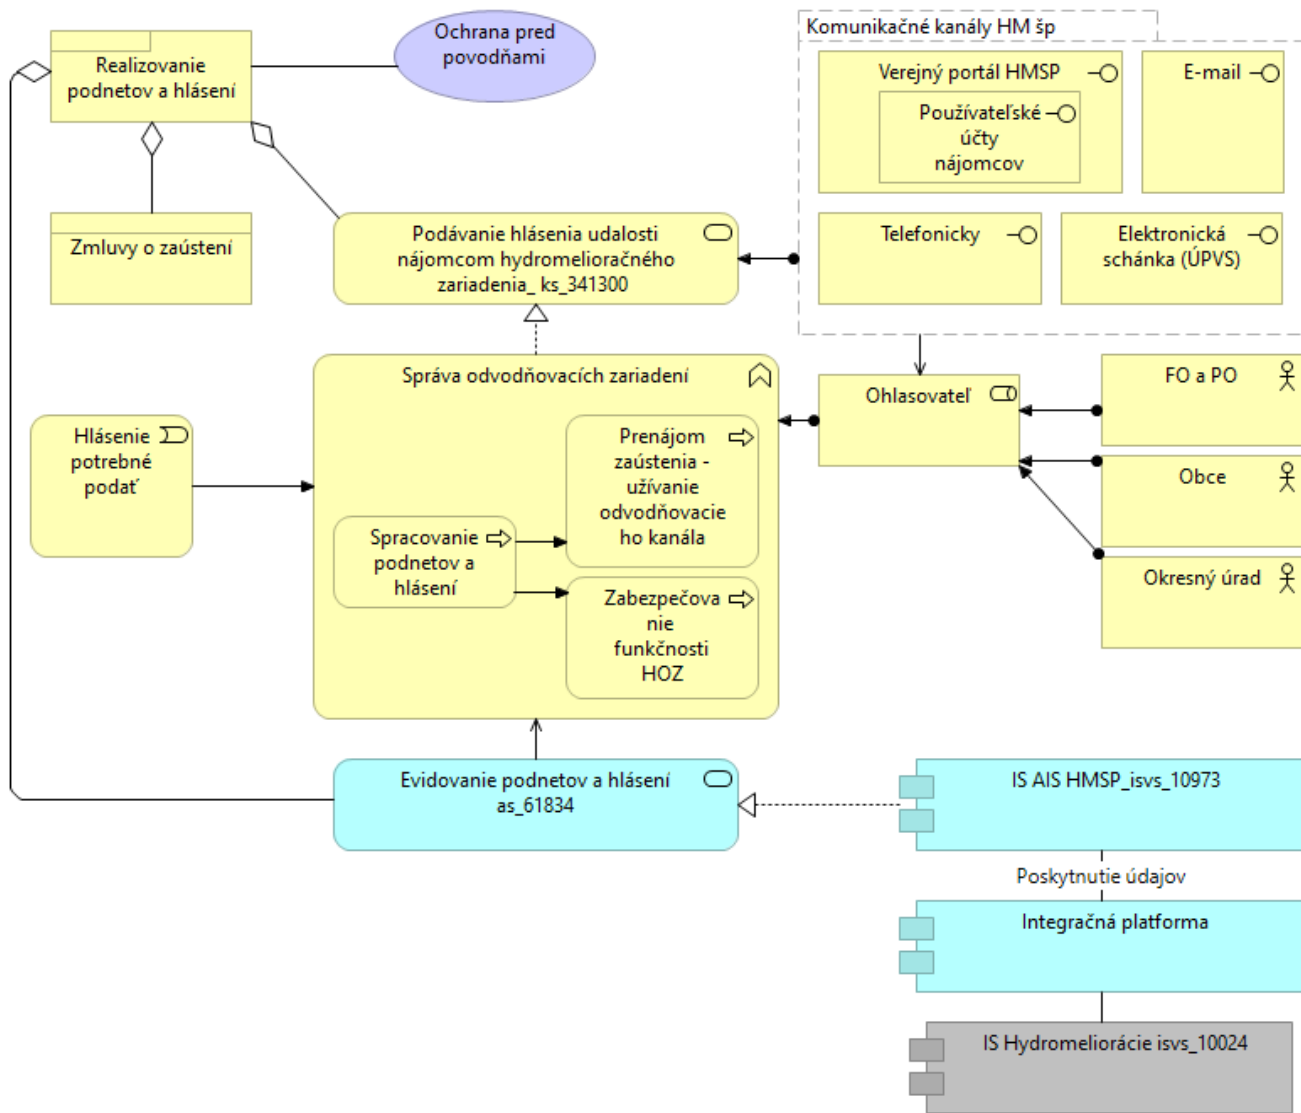 Ochrana pred
povodňami
Komunikačné kanály HM šp
Realizovanie
podnetov a hlásení
Verejný portál HMSP
E-mail
Používateľské
účty
nájomcov
Zmluvy o zaústení
Podávanie hlásenia udalosti
nájomcom hydromelioračného
zariadenia_ ks_341300
Telefonicky
Elektronická
schánka (ÚPVS)
Správa odvodňovacích zariadení
Ohlasovateľ
FO a PO
Hlásenie
potrebné
podať
Prenájom
zaústenia -
užívanie
odvodňovacie
ho kanála
Obce
Spracovanie
podnetov a
hlásení
Okresný úrad
Zabezpečova
nie
funkčnosti
HOZ
Evidovanie podnetov a hlásení
as_61834
IS AIS HMSP_isvs_10973
Poskytnutie údajov
Integračná platforma
IS Hydromeliorácie isvs_10024